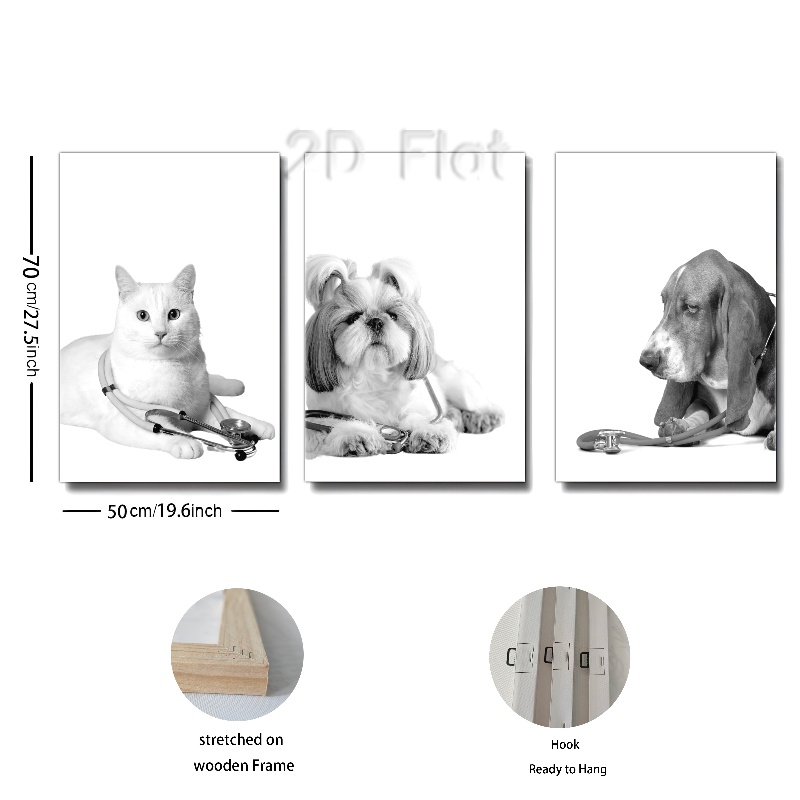 2D Flat
70 cm/27.5inch
50cm/19.6inch
stretched on
wooden Frame
Hook
Ready to Hang